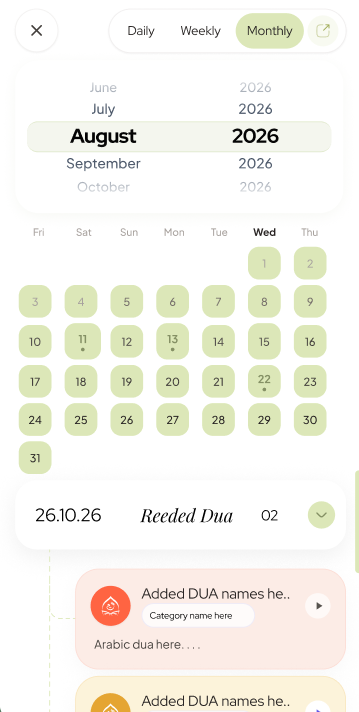 Daily Weekly Monthly
June 2026
July 2026
August 2026
September 2026
October 2026
Fri Sat Sun Mon Tue Wed Thu
1 2
3 4 5 6 7 8 9
10 11 12 13 14 15 16
17 18 19 20 21 22 23
24 25 26 27 28 29 30
31
26.10.26 Reeded Dua 02
Added DUA names he..
Category name here
Arabic dua here. . . .
Added DUA names he..